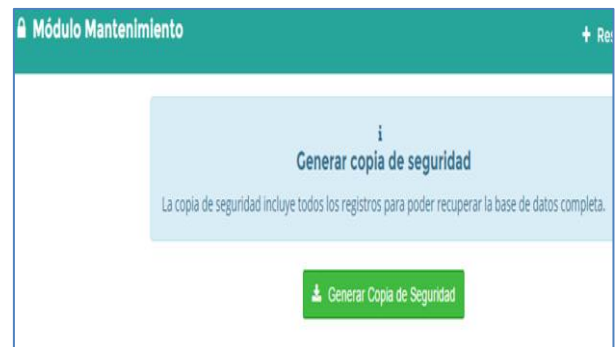 Módulo Mantenimiento
+ Res
i
Generar copia de seguridad
La copia de seguridad incluye todos los registros para poder recuperar la base de datos completa.
Generar Copia de Seguridad